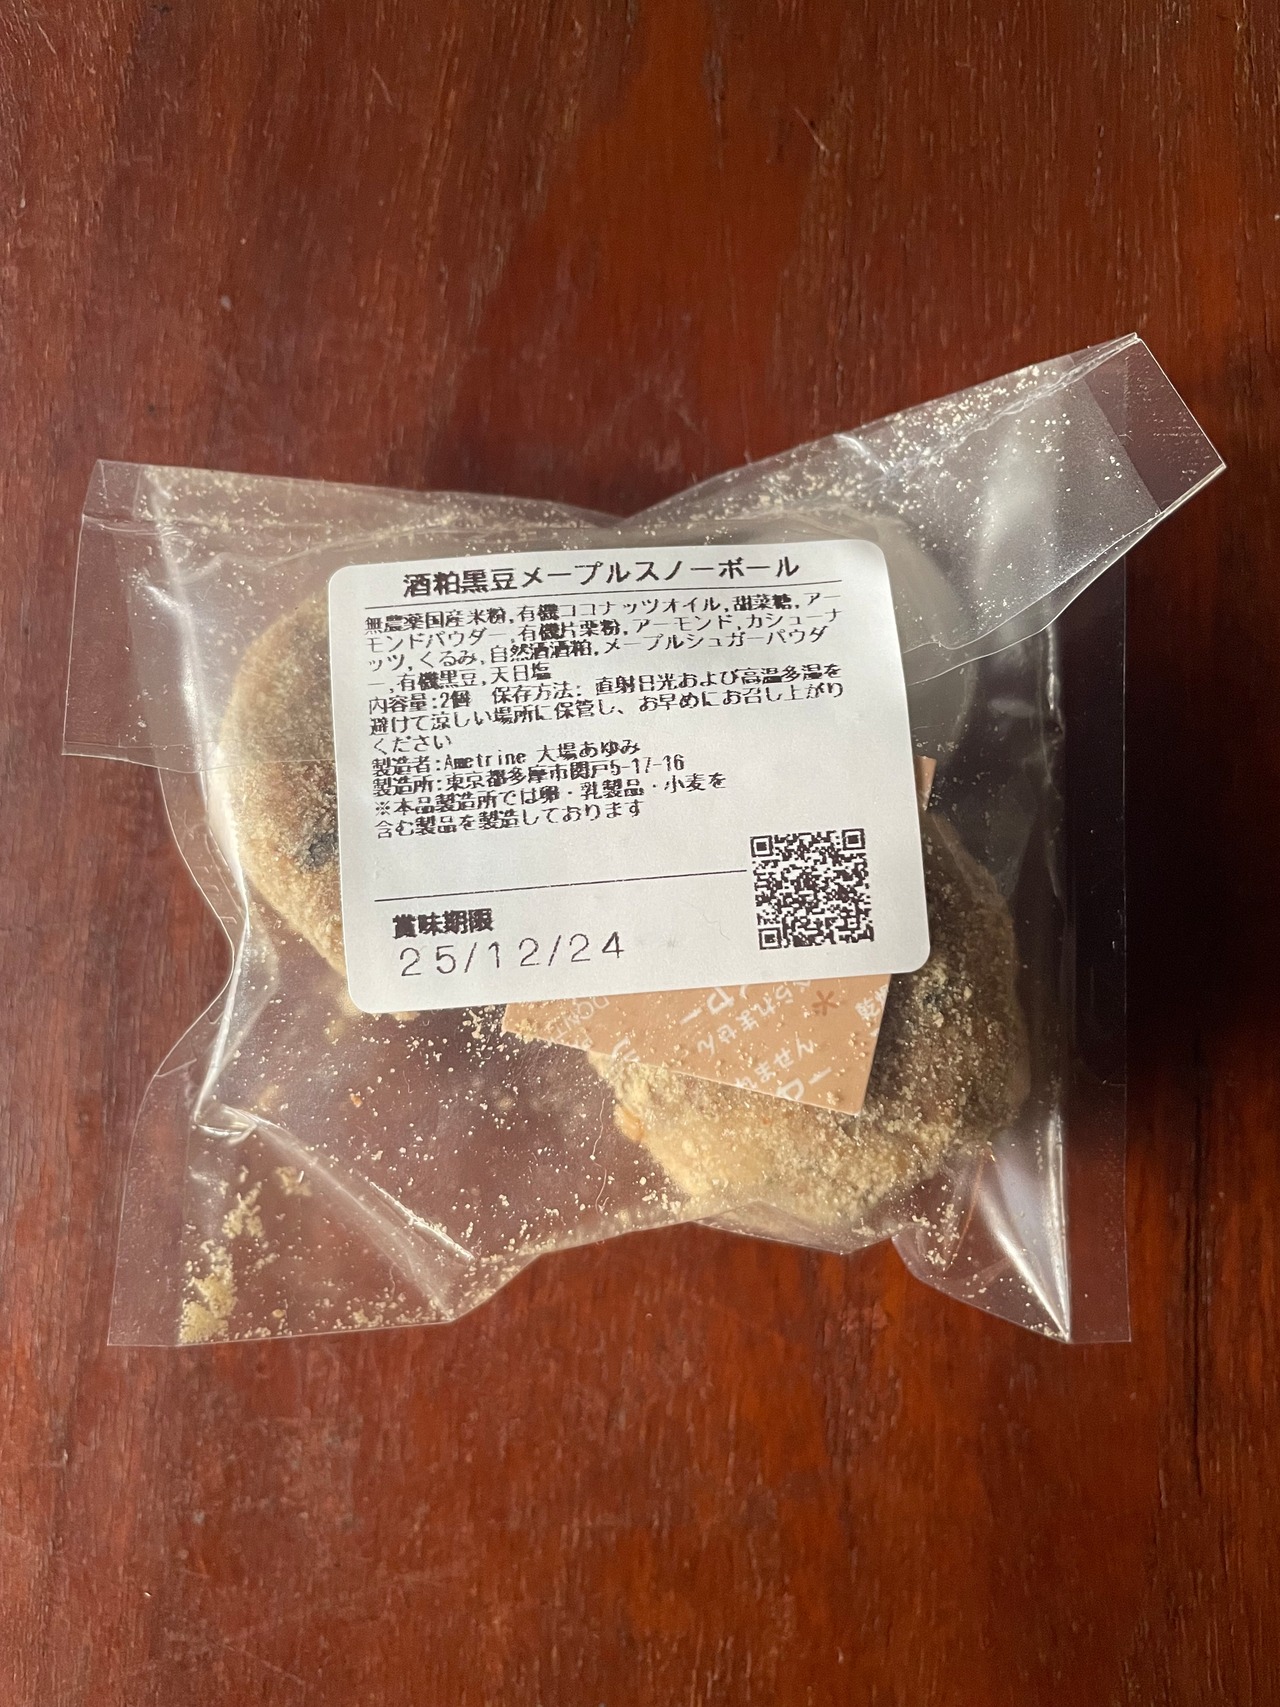 酒粕黒豆メープルスノーボール
無農薬国産米粉,有機ココナッツオイル,甜菜糖,アー
モンドパウダー,有機片栗粉,アーモンド,カシューナ
ッツ,くるみ,自然酒酒粕,メープルシュガーパウダ
ー,有機黒豆,天日塩
内容量:2個 保存方法: 直射日光および高温多湿を
避けて涼しい場所に保管し、お早めにお召し上がり
ください
製造者:Ametrine 大場あゆみ
製造所:東京都多摩市関戸5-17-16
※本品製造所では卵・乳製品・小麦を
含む製品を製造しております
賞味期限
25/12/24
られません
ません